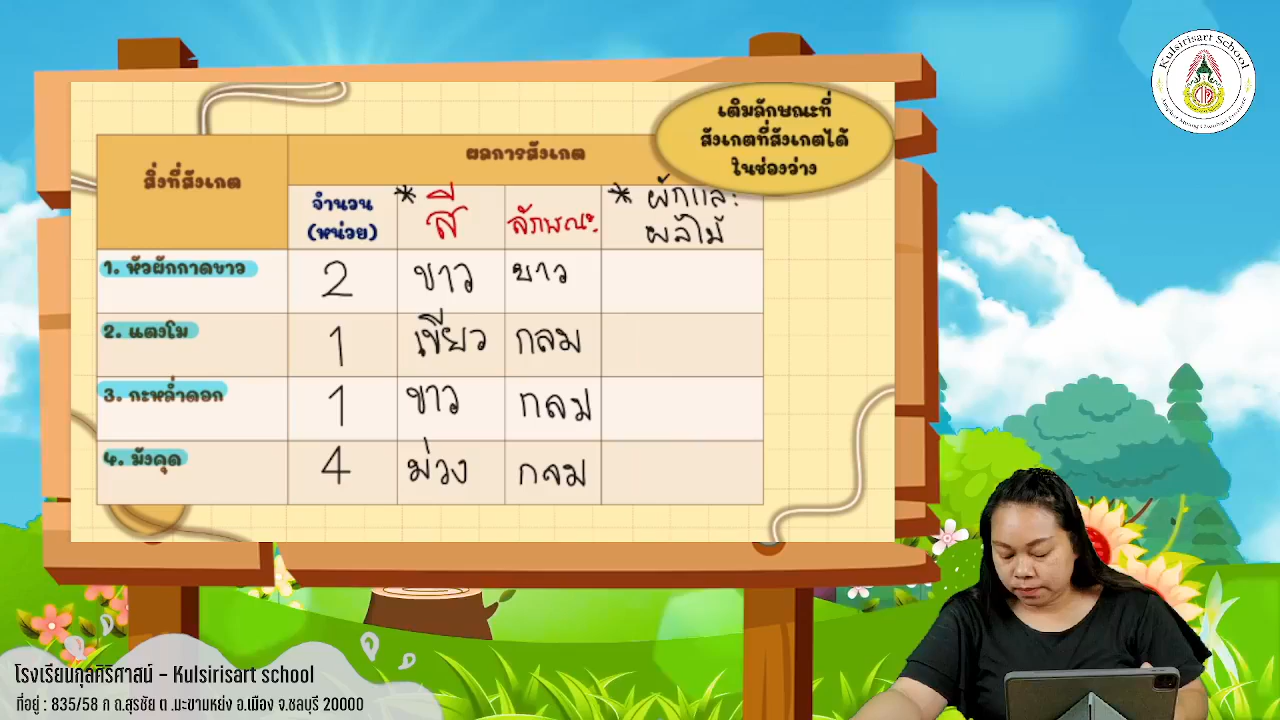 Kulsirisart School
เติมลักษณะที่
สังเกตที่สังเกตได้
ในช่องว่าง
สิ่งที่สังเกต
ผลการสังเกต
จำนวน
(หน่วย)
* สี
ลักษณะ
* ผักและ
ผลไม้
1. หัวผักกาดขาว
2
ขาว
ยาว
2. แตงโม
1
เขียว
กลม
3. กะหล่ำดอก
1
ขาว
กลม
4. มังคุด
4
ม่วง
กลม
โรงเรียนกุลศิริศาสน์ - Kulsirisart school
ที่อยู่ : 835/58 ก ถ.สุรชัย ต .มะขามหย่ง อ.เมือง จ.ชลบุรี 20000